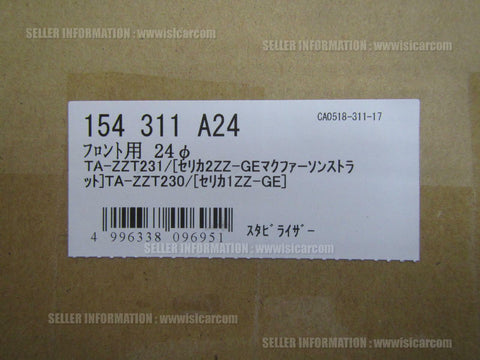 SELLER INFORMATION : wwwisicarcom
SELLER INFORMATION : wwwisicarcom
154 311 A24
CAO518-311-17
ﾌﾛﾝﾄ用 24φ
TA-ZZT231/[セリカ2ZZ-GEマクファーソンストラ
ット]TA-ZZT230/[セリカ1ZZ-GE]
4 996338 096951
ｽﾀﾋﾞﾗｲｻﾞｰ
SELLER INFORMATION : wwwisicarcom
SELLER INFORMATION : wwwisicarcom